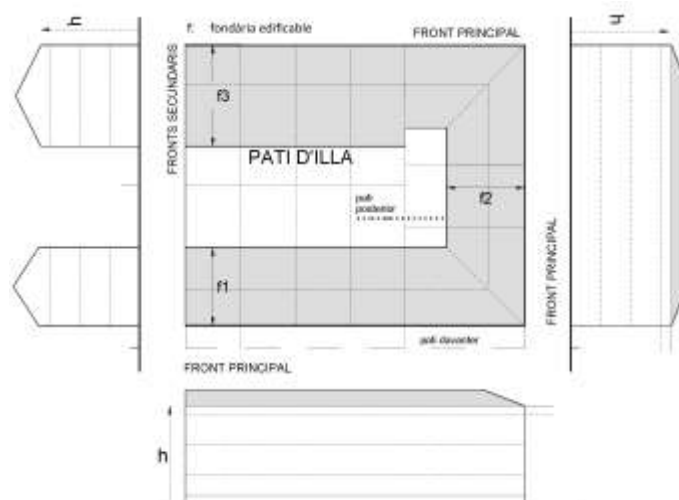 f: fondària edificable
FRONT PRINCIPAL
h
h
FRONTS SECUNDARIS
f3
PATI D'ILLA
pati
posterior
f2
FRONT PRINCIPAL
f1
pati davanter
FRONT PRINCIPAL
h